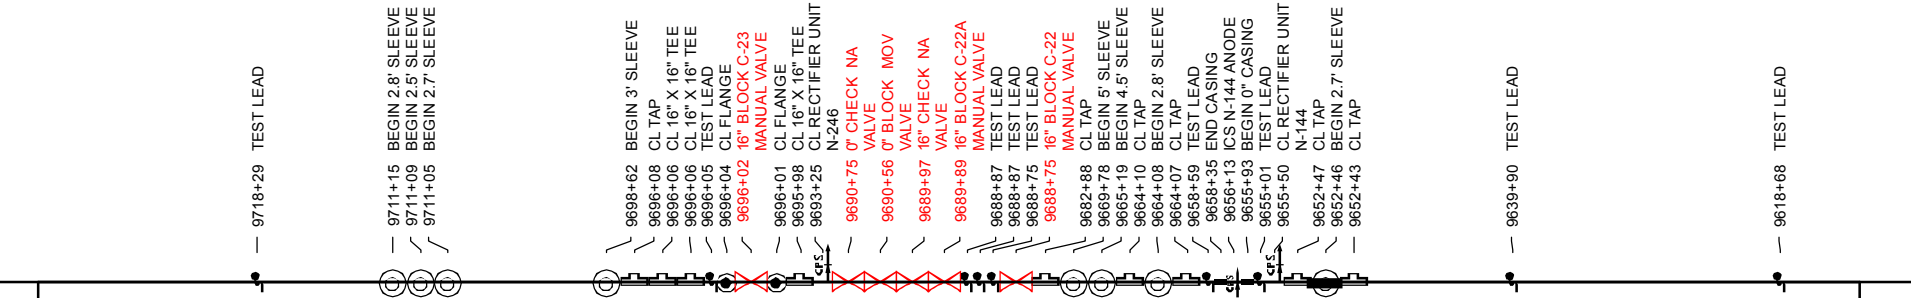 9718+29 TEST LEAD
9711+15 BEGIN 2.8' SLEEVE
9711+09 BEGIN 2.5' SLEEVE
9711+05 BEGIN 2.7' SLEEVE
9698+62 BEGIN 3' SLEEVE
9696+08 CL TAP
9696+06 CL 16" X 16" TEE
9696+06 CL 16" X 16" TEE
9696+05 TEST LEAD
9696+04 CL FLANGE
9696+02 16" BLOCK C-23
MANUAL VALVE
9696+01 CL FLANGE
9695+98 CL 16" X 16" TEE
9693+25 CL RECTIFIER UNIT
N-246
9690+75 0" CHECK NA
VALVE
9690+56 0" BLOCK MOV
VALVE
9689+97 16" CHECK NA
VALVE
9689+89 16" BLOCK C-22A
MANUAL VALVE
9688+87 TEST LEAD
9688+87 TEST LEAD
9688+75 TEST LEAD
9688+75 16" BLOCK C-22
MANUAL VALVE
9682+88 CL TAP
9669+78 BEGIN 5' SLEEVE
9665+19 BEGIN 4.5' SLEEVE
9664+10 CL TAP
9664+08 BEGIN 2.8' SLEEVE
9664+07 CL TAP
9658+59 TEST LEAD
9658+35 END CASING
9656+13 ICS N-144 ANODE
9655+93 BEGIN 0" CASING
9655+01 TEST LEAD
9655+50 CL RECTIFIER UNIT
N-144
9652+47 CL TAP
9652+46 BEGIN 2.7' SLEEVE
9652+43 CL TAP
9639+90 TEST LEAD
9618+68 TEST LEAD
CPS
CPS
CPS